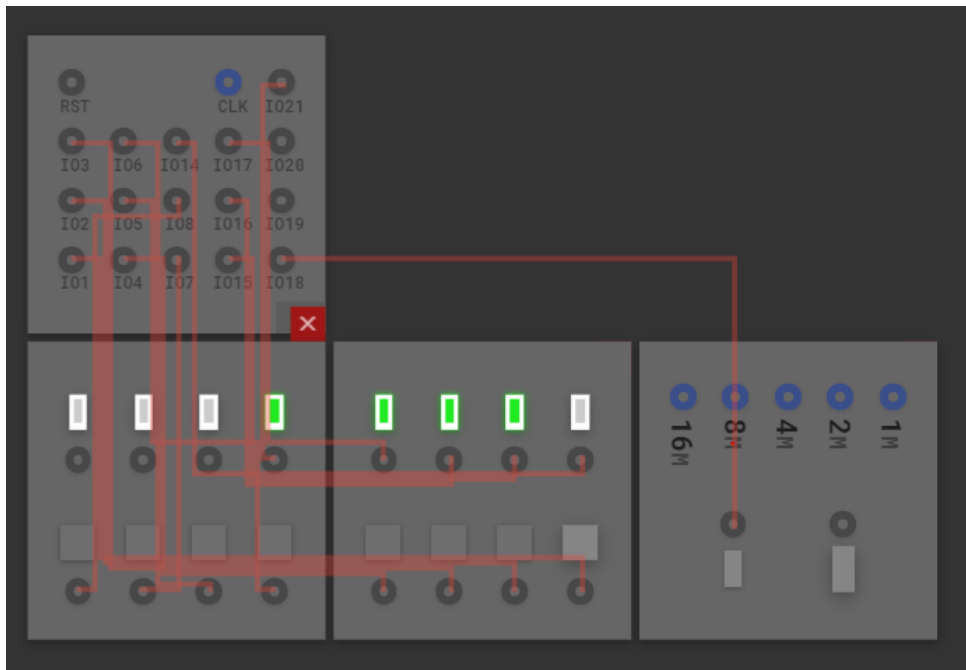 RST CLK IO21
IO3 IO6 IO14 IO17 IO20
IO2 IO5 IO8 IO16 IO19
IO1 IO4 IO7 IO15 IO18
16M 8M 4M 2M 1M